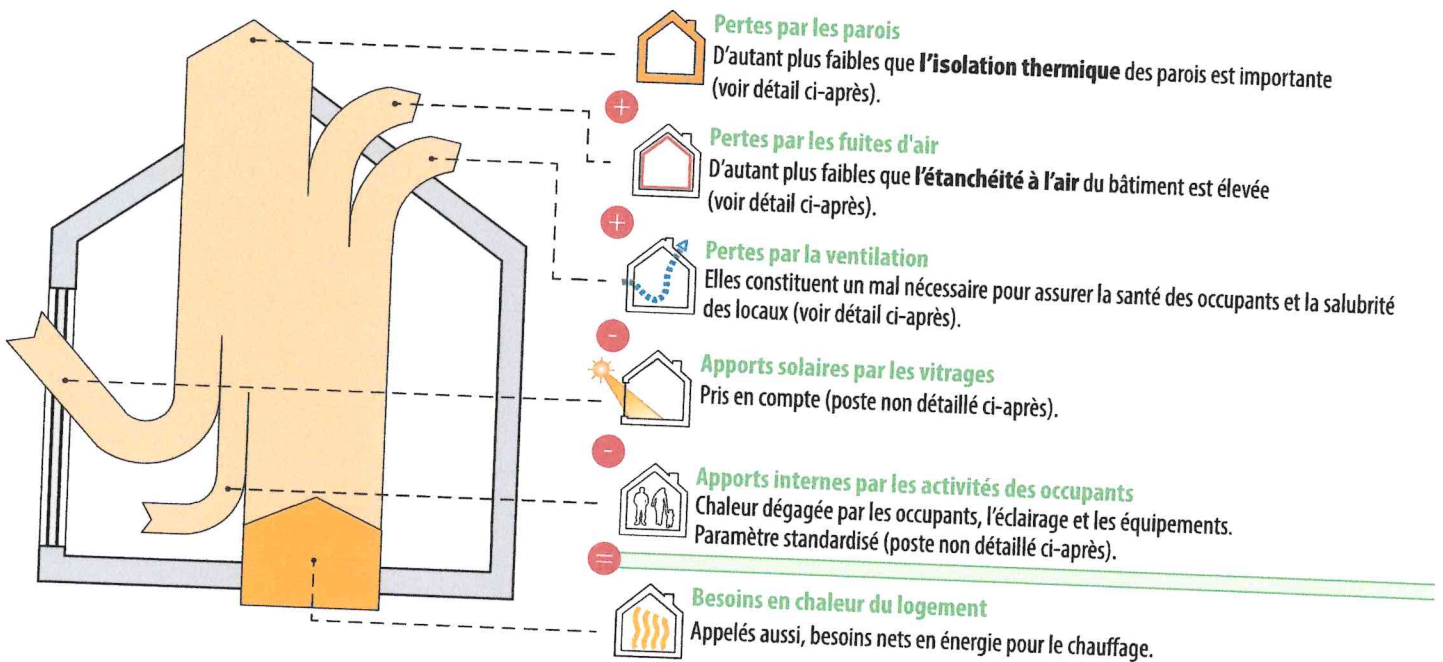 Pertes par les parois
D'autant plus faibles que l'isolation thermique des parois est importante
(voir détail ci-après).
+
Pertes par les fuites d'air
D'autant plus faibles que l'étanchéité à l'air du bâtiment est élevée
(voir détail ci-après).
+
Pertes par la ventilation
Elles constituent un mal nécessaire pour assurer la santé des occupants et la salubrité
des locaux (voir détail ci-après).
-
Apports solaires par les vitrages
Pris en compte (poste non détaillé ci-après).
-
Apports internes par les activités des occupants
Chaleur dégagée par les occupants, l'éclairage et les équipements.
Paramètre standardisé (poste non détaillé ci-après).
=
Besoins en chaleur du logement
Appelés aussi, besoins nets en énergie pour le chauffage.